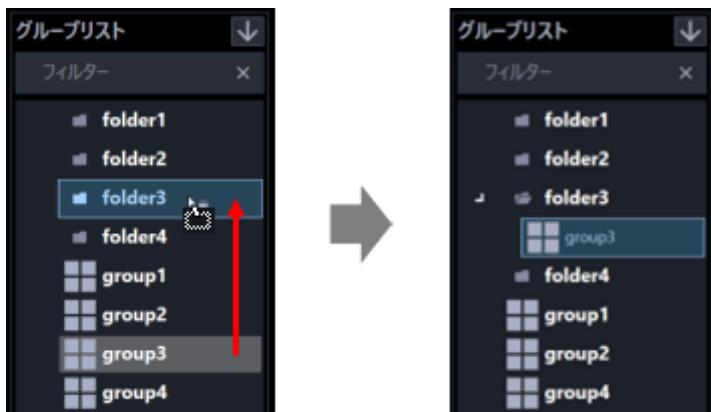 グループリスト
フィルター
folder1
folder2
folder3
folder4
group1
group2
group3
group4
グループリスト
フィルター
folder1
folder2
folder3
group3
folder4
group1
group2
group4